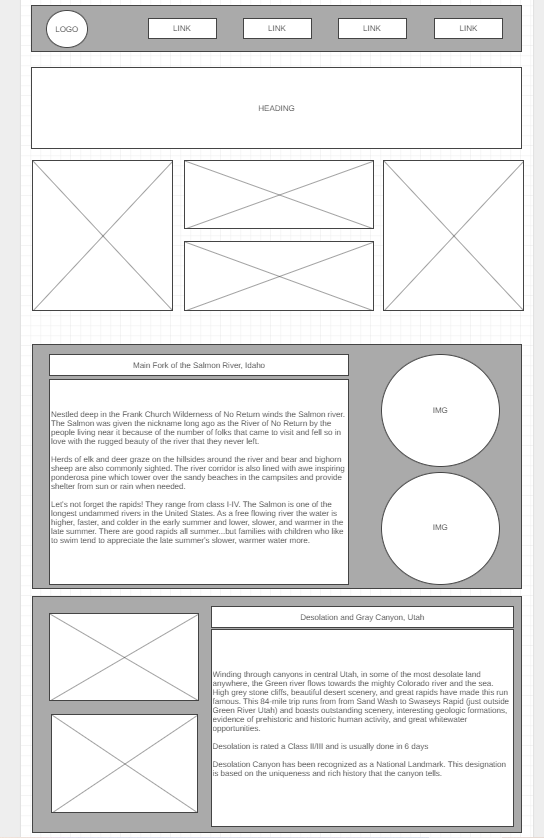 LOGO
LINK
LINK
LINK
LINK
HEADING
Main Fork of the Salmon River, Idaho
Nestled deep in the Frank Church Wilderness of No Return winds the Salmon river.
The Salmon was given the nickname long ago as the River of No Return by the
people living near it because of the number of folks that came to visit and fell so in
love with the rugged beauty of the river that they never left.
Herds of elk and deer graze on the hillsides around the river and bear and bighorn
sheep are also commonly sighted. The river corridor is also lined with awe inspiring
ponderosa pine which tower over the sandy beaches in the campsites and provide
shelter from sun or rain when needed.
Let's not forget the rapids! They range from class I-IV. The Salmon is one of the
longest undammed rivers in the United States. As a free flowing river the water is
higher, faster, and colder in the early summer and lower, slower, and warmer in the
late summer. There are good rapids all summer...but families with children who like
to swim tend to appreciate the late summer's slower, warmer water more.
IMG
IMG
Desolation and Gray Canyon, Utah
Winding through canyons in central Utah, in some of the most desolate land
anywhere, the Green river flows towards the mighty Colorado river and the sea.
High grey stone cliffs, beautiful desert scenery, and great rapids have made this run
famous. This 84-mile trip runs from from Sand Wash to Swaseys Rapid (just outside
Green River Utah) and boasts outstanding scenery, interesting geologic formations,
evidence of prehistoric and historic human activity, and great whitewater
opportunities.
Desolation is rated a Class II/III and is usually done in 6 days
Desolation Canyon has been recognized as a National Landmark. This designation
is based on the uniqueness and rich history that the canyon tells.